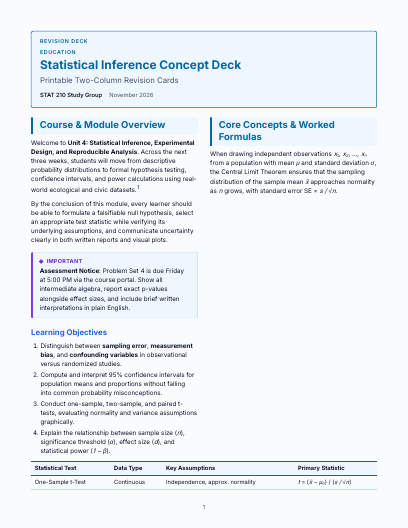 REVISION DECK
EDUCATION
Statistical Inference Concept Deck
Printable Two-Column Revision Cards
STAT 210 Study Group November 2026
Course & Module Overview
Welcome to Unit 4: Statistical Inference, Experimental
Design, and Reproducible Analysis. Across the next
three weeks, students will move from descriptive
probability distributions to formal hypothesis testing,
confidence intervals, and power calculations using real-
world ecological and civic datasets.1
By the conclusion of this module, every learner should
be able to formulate a falsifiable null hypothesis, select
an appropriate test statistic while verifying its
underlying assumptions, and communicate uncertainty
clearly in both written reports and visual plots.
◆ IMPORTANT
Assessment Notice: Problem Set 4 is due Friday
at 5:00 PM via the course portal. Show all
intermediate algebra, report exact p-values
alongside effect sizes, and include brief written
interpretations in plain English.
Learning Objectives
1. Distinguish between sampling error, measurement
bias, and confounding variables in observational
versus randomized studies.
2. Compute and interpret 95% confidence intervals for
population means and proportions without falling
into common probability misconceptions.
3. Conduct one-sample, two-sample, and paired t-
tests, evaluating normality and variance assumptions
graphically.
4. Explain the relationship between sample size (n),
significance threshold (α), effect size (d), and
statistical power (1 − β).
Core Concepts & Worked
Formulas
When drawing independent observations x₁, x₂, …, xₙ
from a population with mean μ and standard deviation σ,
the Central Limit Theorem ensures that the sampling
distribution of the sample mean x̄ approaches normality
as n grows, with standard error SE = s / √n.
Statistical Test Data Type Key Assumptions Primary Statistic
One-Sample t-Test Continuous Independence, approx. normality t = (x̄ − μ₀) / (s / √n)
1